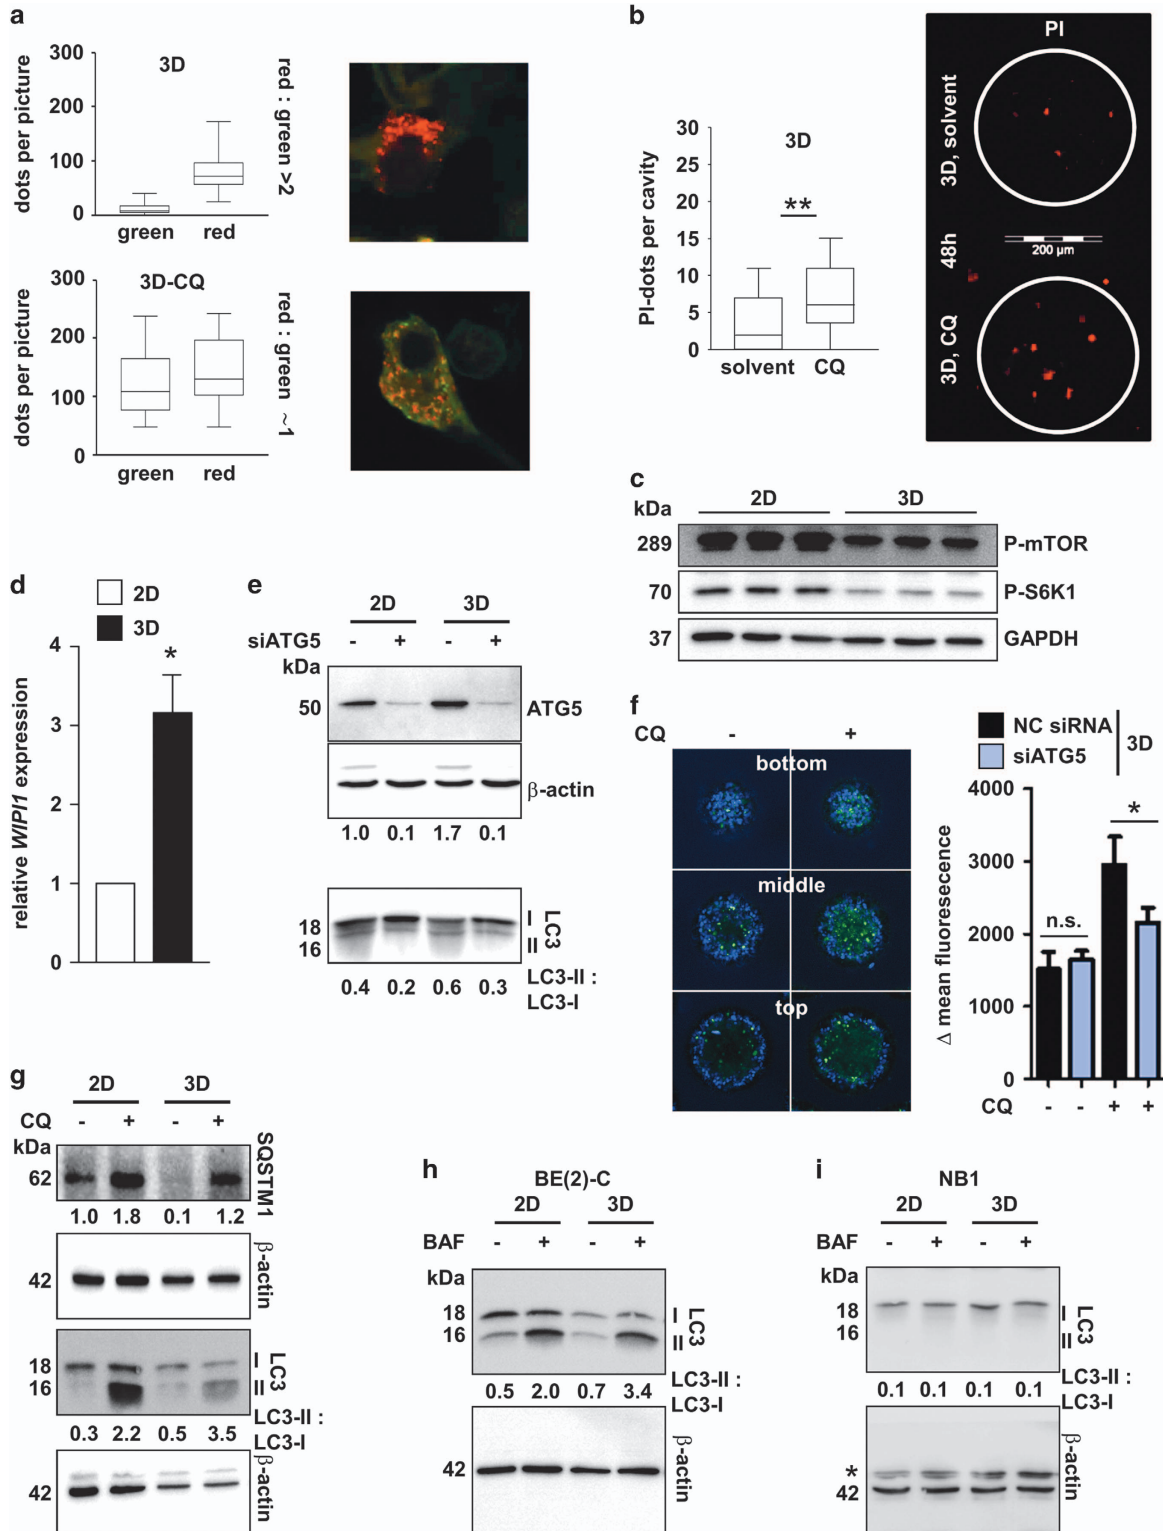 a
300
200
100
0
dots per picture
3D
green
red
red : green >2
300
200
100
0
dots per picture
3D-CQ
green
red
red : green ~1
b
30
25
20
15
10
5
0
PI-dots per cavity
3D
**
solvent
CQ
PI
3D, solvent
48h
200 µm
3D, CQ
c
kDa
2D
3D
289
P-mTOR
70
P-S6K1
37
GAPDH
d
2D
3D
4
3
2
1
0
relative WIPI1 expression
*
e
2D
3D
siATG5
- + - +
kDa
50
ATG5
β-actin
1.0 0.1 1.7 0.1
18
16
I
II
LC3
0.4 0.2 0.6 0.3
LC3-II :
LC3-I
f
CQ
- +
bottom
middle
top
NC siRNA
siATG5
3D
4000
3000
2000
1000
0
Δ mean fluorescence
n.s.
*
CQ - - + +
g
2D
3D
CQ - + - +
kDa
62
SQSTM1
1.0 1.8 0.1 1.2
42
β-actin
18
16
I
II
LC3
0.3 2.2 0.5 3.5
LC3-II :
LC3-I
42
β-actin
h
BE(2)-C
2D
3D
BAF - + - +
kDa
18
16
I
II
LC3
0.5 2.0 0.7 3.4
LC3-II :
LC3-I
42
β-actin
i
NB1
2D
3D
BAF - + - +
kDa
18
16
I
II
LC3
0.1 0.1 0.1 0.1
LC3-II :
LC3-I
*
42
β-actin